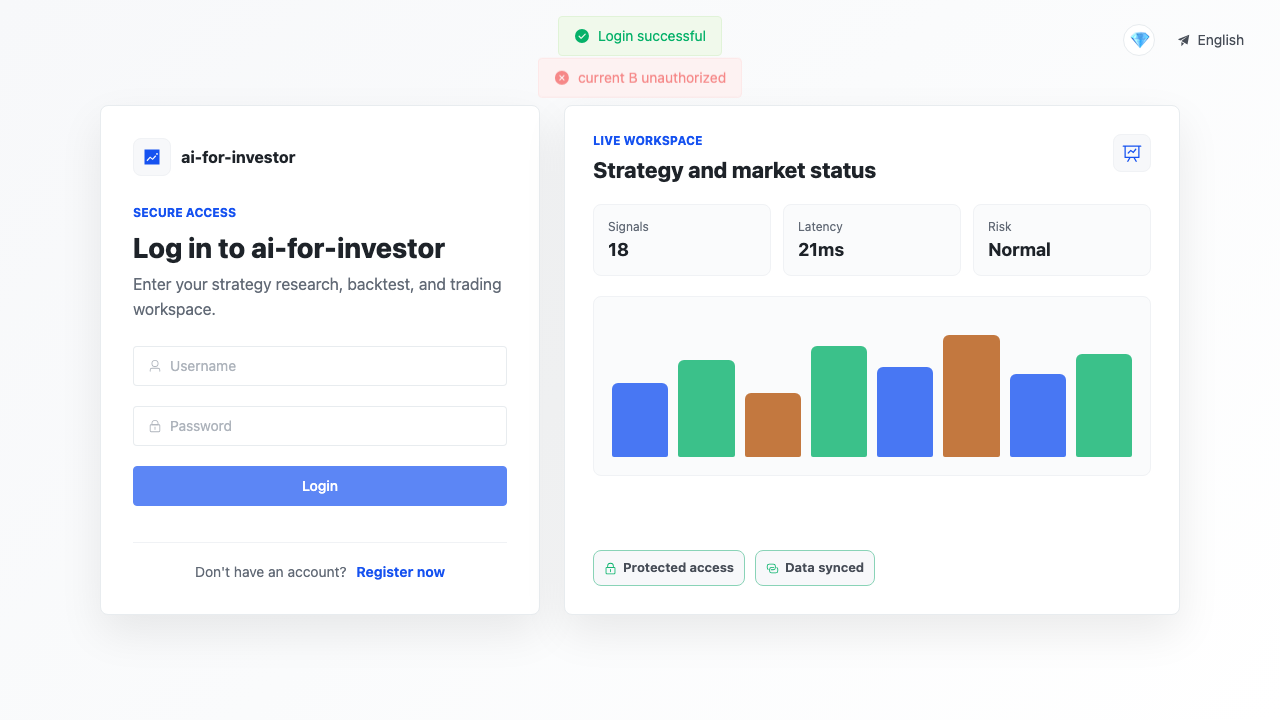 Login successful
current B unauthorized
English
ai-for-investor
SECURE ACCESS
Log in to ai-for-investor
Enter your strategy research, backtest, and trading
workspace.
Username
Password
Login
Don't have an account? Register now
LIVE WORKSPACE
Strategy and market status
Signals
18
Latency
21ms
Risk
Normal
Protected access
Data synced